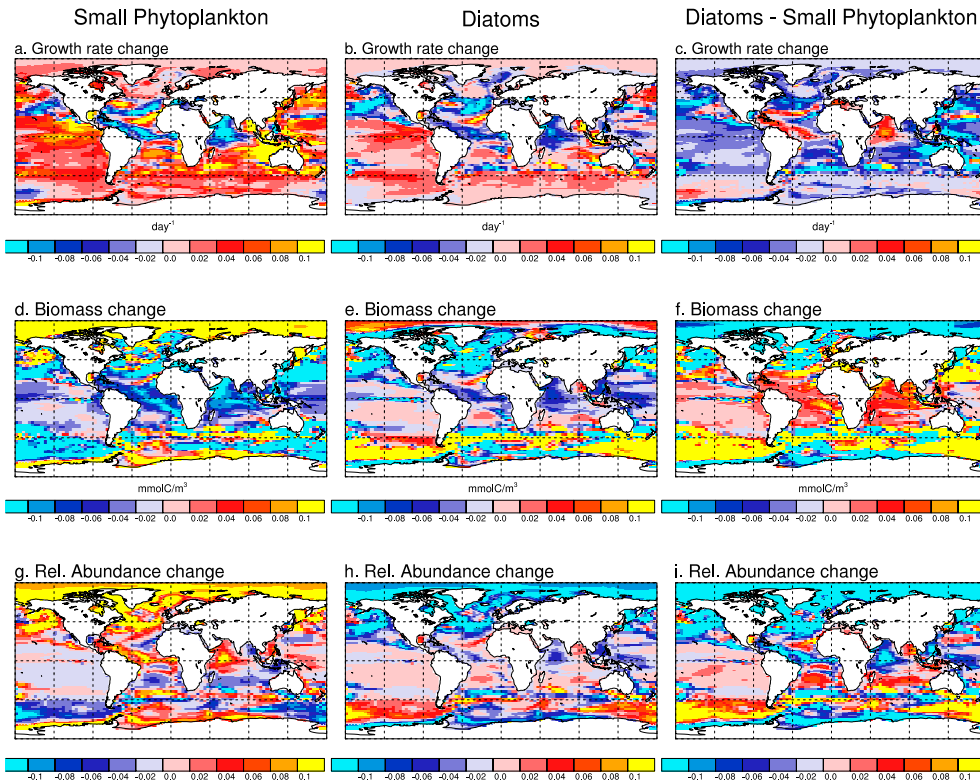 Small Phytoplankton
Diatoms
Diatoms - Small Phytoplankton
a. Growth rate change
b. Growth rate change
c. Growth rate change
day⁻¹
day⁻¹
day⁻¹
-0.1 -0.08 -0.06 -0.04 -0.02 0.0 0.02 0.04 0.06 0.08 0.1
-0.1 -0.08 -0.06 -0.04 -0.02 0.0 0.02 0.04 0.06 0.08 0.1
-0.1 -0.08 -0.06 -0.04 -0.02 0.0 0.02 0.04 0.06 0.08 0.1
d. Biomass change
e. Biomass change
f. Biomass change
mmolC/m³
mmolC/m³
mmolC/m³
-0.1 -0.08 -0.06 -0.04 -0.02 0.0 0.02 0.04 0.06 0.08 0.1
-0.1 -0.08 -0.06 -0.04 -0.02 0.0 0.02 0.04 0.06 0.08 0.1
-0.1 -0.08 -0.06 -0.04 -0.02 0.0 0.02 0.04 0.06 0.08 0.1
g. Rel. Abundance change
h. Rel. Abundance change
i. Rel. Abundance change
-0.1 -0.08 -0.06 -0.04 -0.02 0.0 0.02 0.04 0.06 0.08 0.1
-0.1 -0.08 -0.06 -0.04 -0.02 0.0 0.02 0.04 0.06 0.08 0.1
-0.1 -0.08 -0.06 -0.04 -0.02 0.0 0.02 0.04 0.06 0.08 0.1